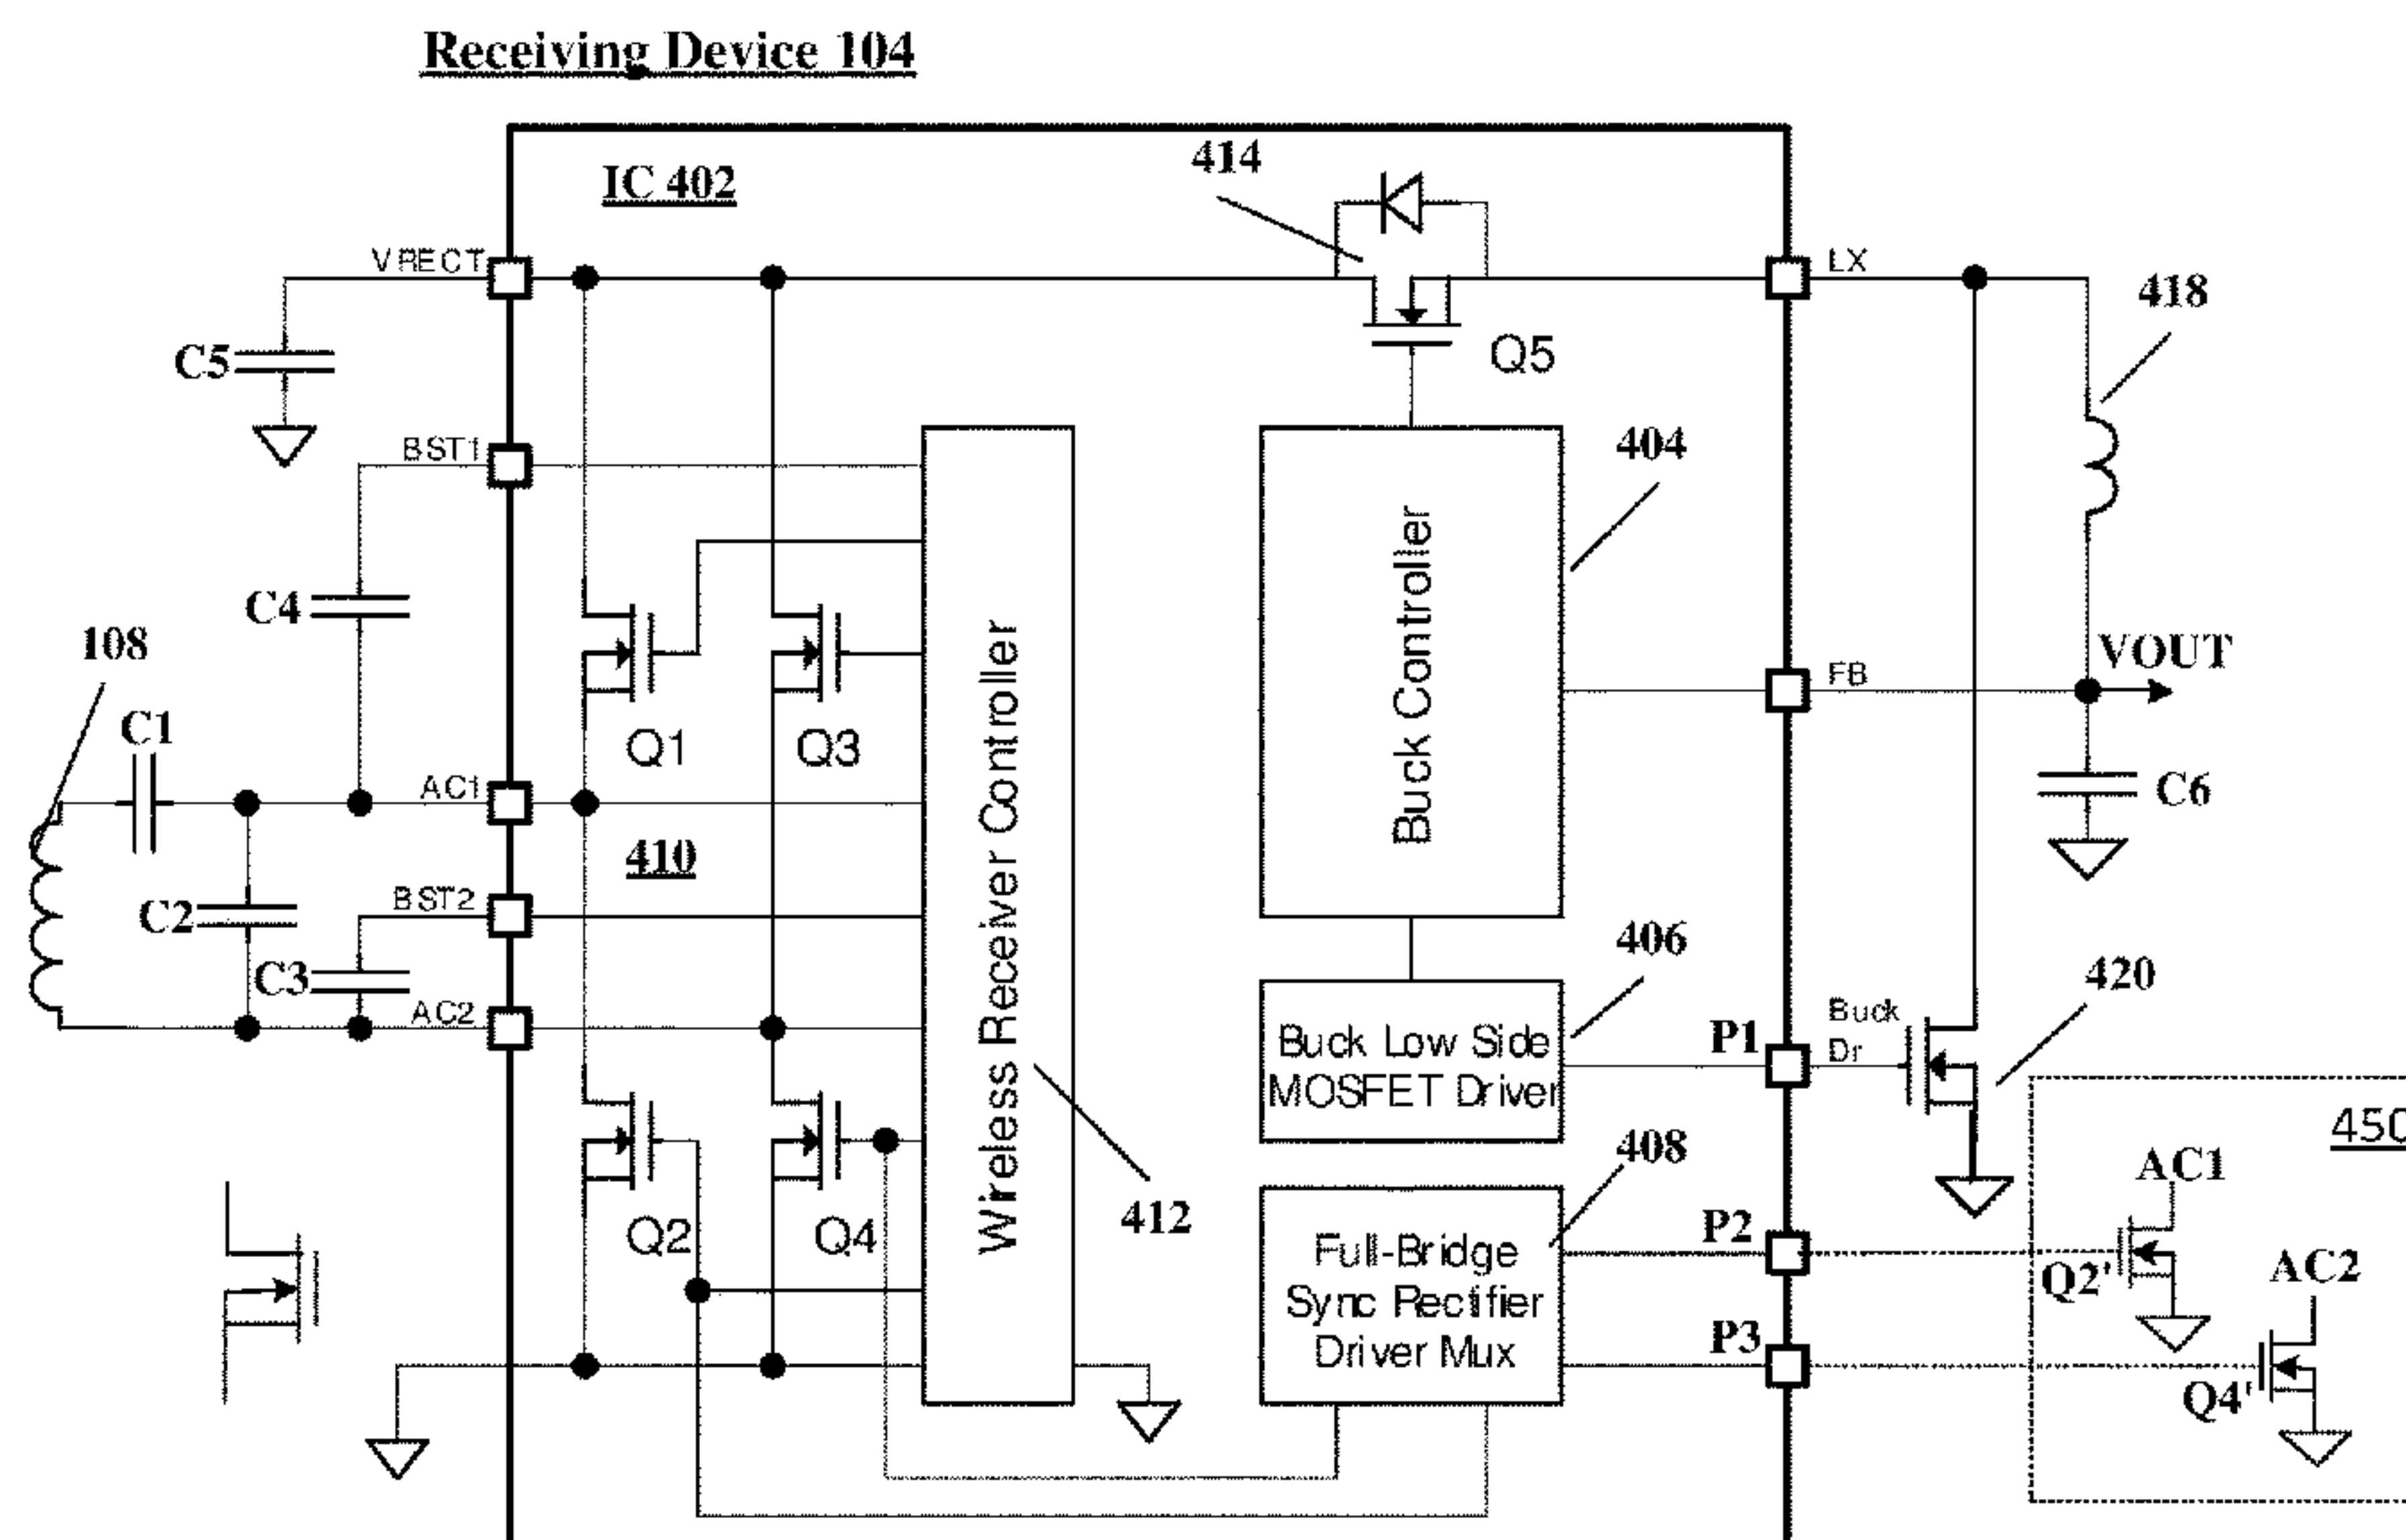 Receiving Device 104
IC 402
414
VRECT
LX
418
C5
Q5
BST1
404
C4
Buck Controller
Wireless Receiver Controller
108
VOUT
FB
C1
Q1
Q3
AC1
C6
410
BST2
C2
406
C3
420
AC2
Buck Low Side
MOSFET Driver
P1
Buck
Dr
450
408
AC1
412
Q2
Q4
Full-Bridge
Sync Rectifier
Driver Mux
P2
Q2'
AC2
P3
Q4'